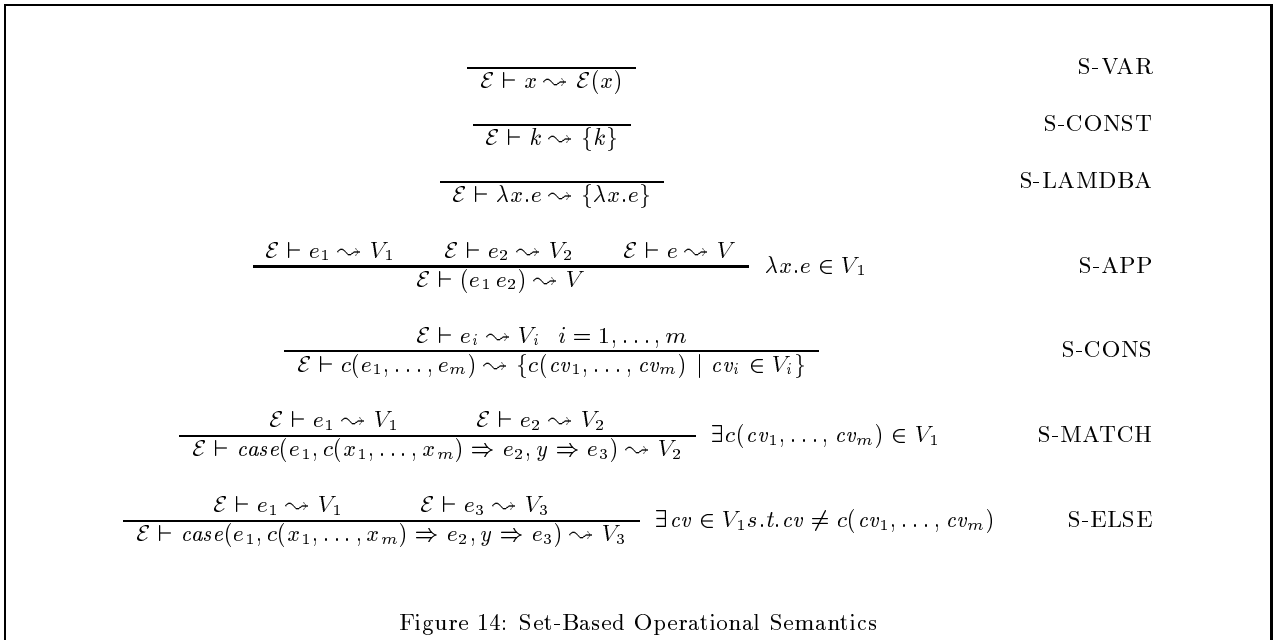 ℰ ⊢ x ⇝ ℰ(x) S-VAR
ℰ ⊢ k ⇝ {k} S-CONST
ℰ ⊢ λx.e ⇝ {λx.e} S-LAMDBA
ℰ ⊢ e₁ ⇝ V₁ ℰ ⊢ e₂ ⇝ V₂ ℰ ⊢ e ⇝ V
ℰ ⊢ (e₁ e₂) ⇝ V λx.e ∈ V₁ S-APP
ℰ ⊢ eᵢ ⇝ Vᵢ i = 1, . . . , m
ℰ ⊢ c(e₁, . . . , eₘ) ⇝ {c(cv₁, . . . , cvₘ) | cvᵢ ∈ Vᵢ} S-CONS
ℰ ⊢ e₁ ⇝ V₁ ℰ ⊢ e₂ ⇝ V₂
ℰ ⊢ case(e₁, c(x₁, . . . , xₘ) ⇒ e₂, y ⇒ e₃) ⇝ V₂ ∃c(cv₁, . . . , cvₘ) ∈ V₁ S-MATCH
ℰ ⊢ e₁ ⇝ V₁ ℰ ⊢ e₃ ⇝ V₃
ℰ ⊢ case(e₁, c(x₁, . . . , xₘ) ⇒ e₂, y ⇒ e₃) ⇝ V₃ ∃cv ∈ V₁s.t.cv ≠ c(cv₁, . . . , cvₘ) S-ELSE
Figure 14: Set-Based Operational Semantics